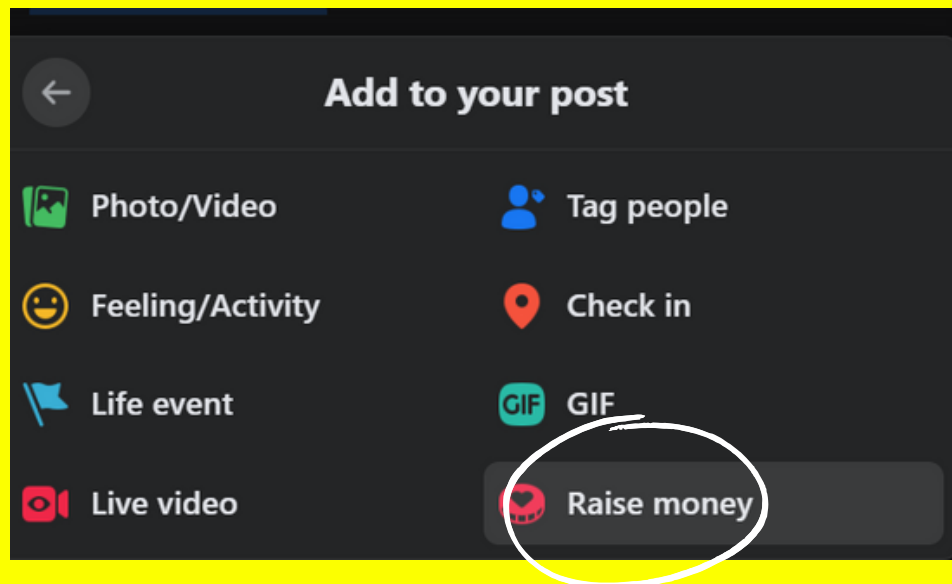 Add to your post
Photo/Video
Tag people
Feeling/Activity
Check in
Life event
GIF GIF
Live video
Raise money